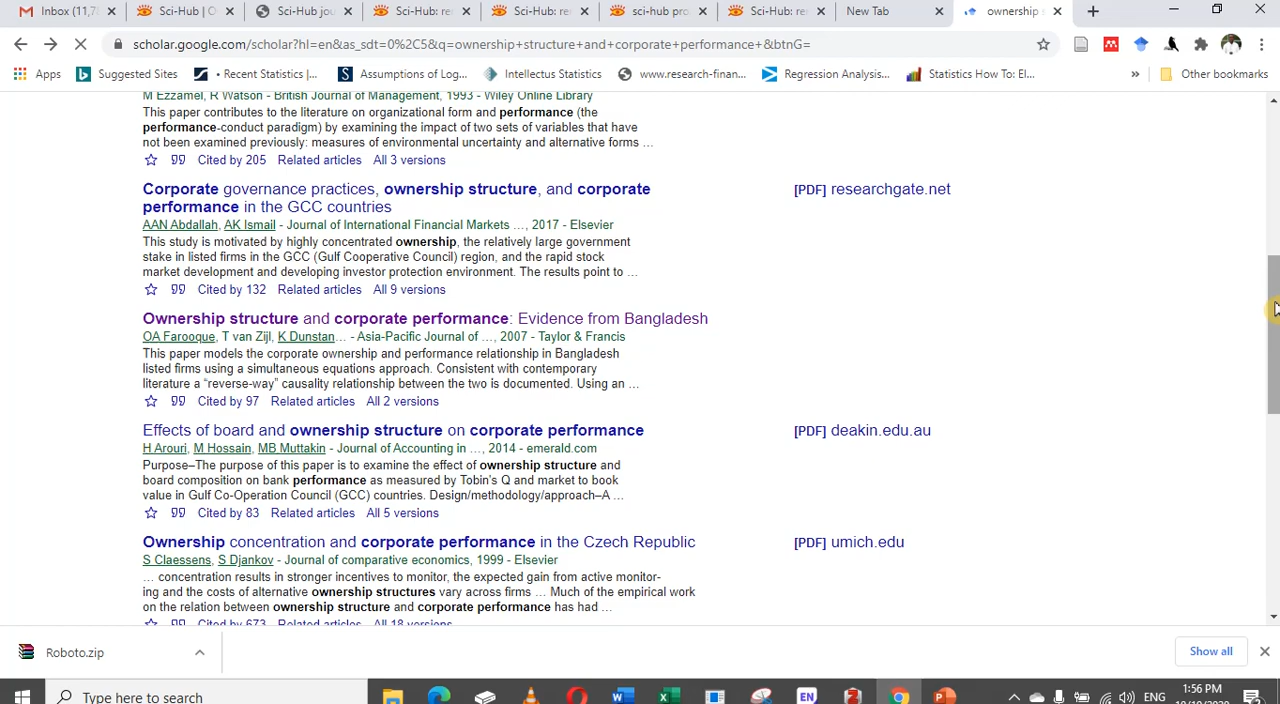 Inbox (11,7
Sci-Hub | O
Sci-Hub jou
Sci-Hub: re
Sci-Hub: re
sci-hub pro
Sci-Hub: re
New Tab
ownership s
scholar.google.com/scholar?hl=en&as_sdt=0%2C5&q=ownership+structure+and+corporate+performance+&btnG=
Apps
Suggested Sites
• Recent Statistics |...
Assumptions of Log...
Intellectus Statistics
www.research-finan...
Regression Analysis...
Statistics How To: El...
»
Other bookmarks
M Ezzamel, R Watson - British Journal of Management, 1993 - Wiley Online Library
This paper contributes to the literature on organizational form and performance (the
performance-conduct paradigm) by examining the impact of two sets of variables that have
not been examined previously: measures of environmental uncertainty and alternative forms ...
Cited by 205 Related articles All 3 versions
Corporate governance practices, ownership structure, and corporate
performance in the GCC countries
[PDF] researchgate.net
AAN Abdallah, AK Ismail - Journal of International Financial Markets ..., 2017 - Elsevier
This study is motivated by highly concentrated ownership, the relatively large government
stake in listed firms in the GCC (Gulf Cooperative Council) region, and the rapid stock
market development and developing investor protection environment. The results point to ...
Cited by 132 Related articles All 9 versions
Ownership structure and corporate performance: Evidence from Bangladesh
OA Farooque, T van Zijl, K Dunstan... - Asia-Pacific Journal of ..., 2007 - Taylor & Francis
This paper models the corporate ownership and performance relationship in Bangladesh
listed firms using a simultaneous equations approach. Consistent with contemporary
literature a “reverse-way” causality relationship between the two is documented. Using an ...
Cited by 97 Related articles All 2 versions
Effects of board and ownership structure on corporate performance
[PDF] deakin.edu.au
H Arouri, M Hossain, MB Muttakin - Journal of Accounting in ..., 2014 - emerald.com
Purpose–The purpose of this paper is to examine the effect of ownership structure and
board composition on bank performance as measured by Tobin's Q and market to book
value in Gulf Co-Operation Council (GCC) countries. Design/methodology/approach–A ...
Cited by 83 Related articles All 5 versions
Ownership concentration and corporate performance in the Czech Republic
[PDF] umich.edu
S Claessens, S Djankov - Journal of comparative economics, 1999 - Elsevier
... concentration results in stronger incentives to monitor, the expected gain from active monitor-
ing and the costs of alternative ownership structures vary across firms ... Much of the empirical work
on the relation between ownership structure and corporate performance has had ...
Cited by 673 Related articles All 18 versions
Roboto.zip
Show all
Type here to search
EN
ENG
1:56 PM